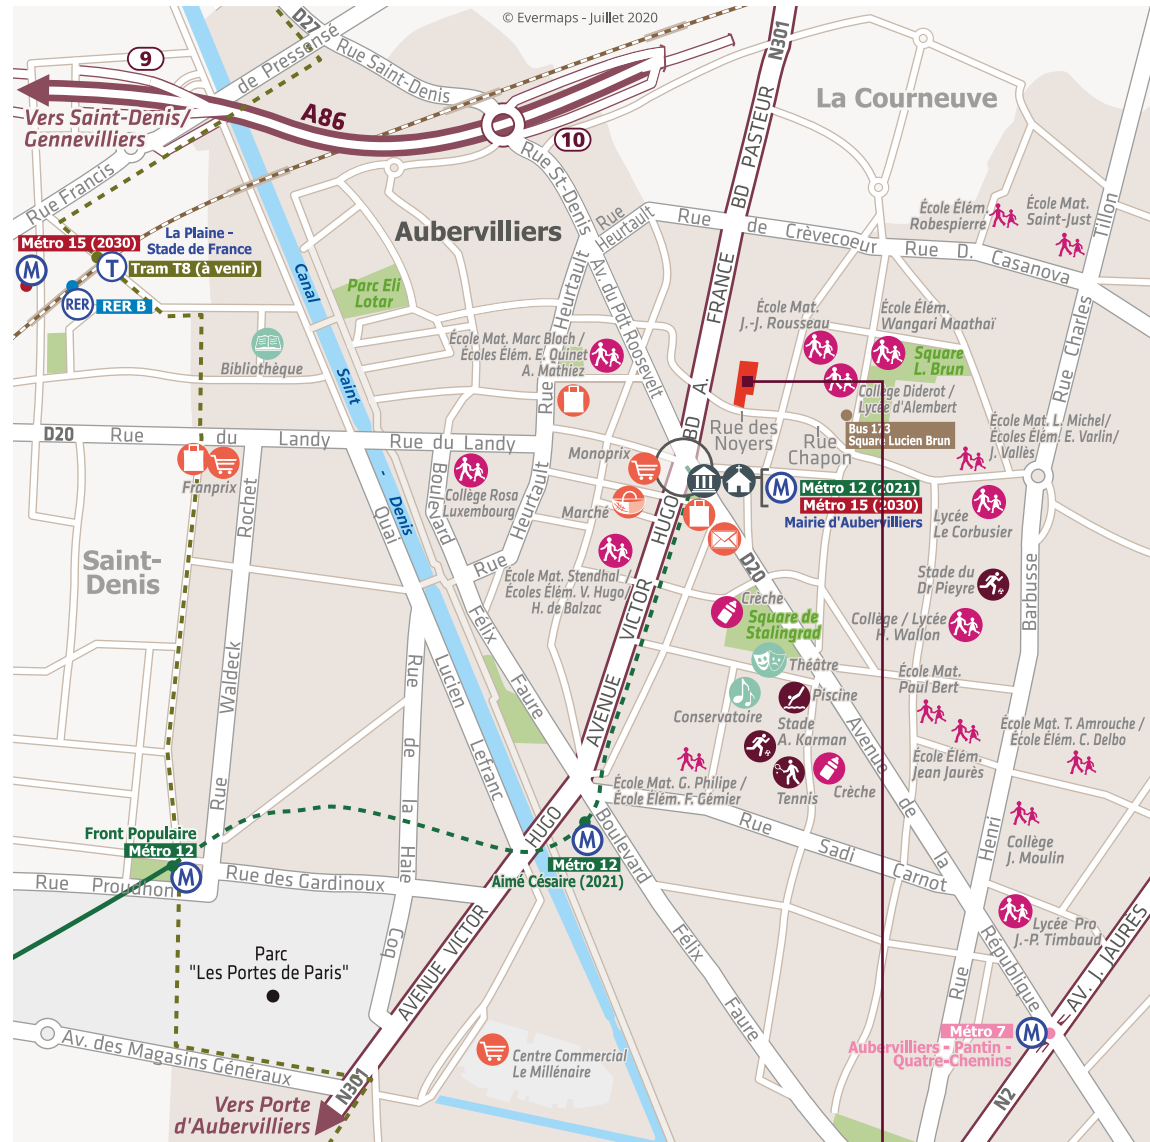 © Evermaps - Juillet 2020
D27
Rue Saint-Denis
de Pressensé
Rue Francis
9
A86
10
N301
Vers Saint-Denis/
Gennevilliers
La Courneuve
BD PASTEUR
Rue St-Denis
Rue
Heurtault
Aubervilliers
École Élém.
Robespierre
École Mat.
Saint-Just
Tillon
Rue de Crèvecoeur
Rue D. Casanova
Métro 15 (2030)
La Plaine -
Stade de France
M
T
Tram T8 (à venir)
RER
RER B
Canal
Saint
-
Denis
Parc Eli
Lotar
Av. du Pdt Roosevelt
BD A. FRANCE
École Mat.
J.-J. Rousseau
École Élém.
Wangari Maathaï
Rue Charles
Bibliothèque
École Mat. Marc Bloch /
Écoles Élém. E. Quinet
A. Mathiez
Square
L. Brun
Collège Diderot /
Lycée d'Alembert
Rue Heurtault
Bus 173
Square Lucien Brun
Rue des
Noyers
Rue
Chapon
École Mat. L. Michel/
Écoles Élém. E. Varlin/
J. Vallès
D20
Rue du Landy
Rue du Landy
Franprix
Rue Waldeck Rochet
Boulevard
Collège Rosa
Luxembourg
Monoprix
Marché
M
Métro 12 (2021)
Métro 15 (2030)
Mairie d'Aubervilliers
Lycée
Le Corbusier
Saint-
Denis
Quai
Lucien
Lefranc
École Mat. Stendhal /
Écoles Élém. V. Hugo/
H. de Balzac
D20
Stade du
Dr Pieyre
Crèche
Square de
Stalingrad
Collège / Lycée
H. Wallon
Henri
Barbusse
Félix
Faure
AVENUE VICTOR HUGO
Théâtre
Piscine
Conservatoire
Stade
A. Karman
Tennis
Crèche
École Mat.
Paul Bert
École Élém.
Jean Jaurès
École Mat. T. Amrouche /
École Élém. C. Delbo
Rue de la Haie Coq
École Mat. G. Philipe /
École Élém. F. Gémier
Avenue de la République
Collège
J. Moulin
Rue Sadi Carnot
Front Populaire
Métro 12
M
Rue Proudhon
Rue des Gardinoux
HUGO
M
Métro 12
Aimé Césaire (2021)
Boulevard
Félix
Faure
AVENUE VICTOR
Lycée Pro
J.-P. Timbaud
Parc
"Les Portes de Paris"
Rue
AV. J. JAURÈS
Métro 7
M
Aubervilliers - Pantin -
Quatre-Chemins
Av. des Magasins Généraux
Centre Commercial
Le Millénaire
N301
N2
Vers Porte
d'Aubervilliers